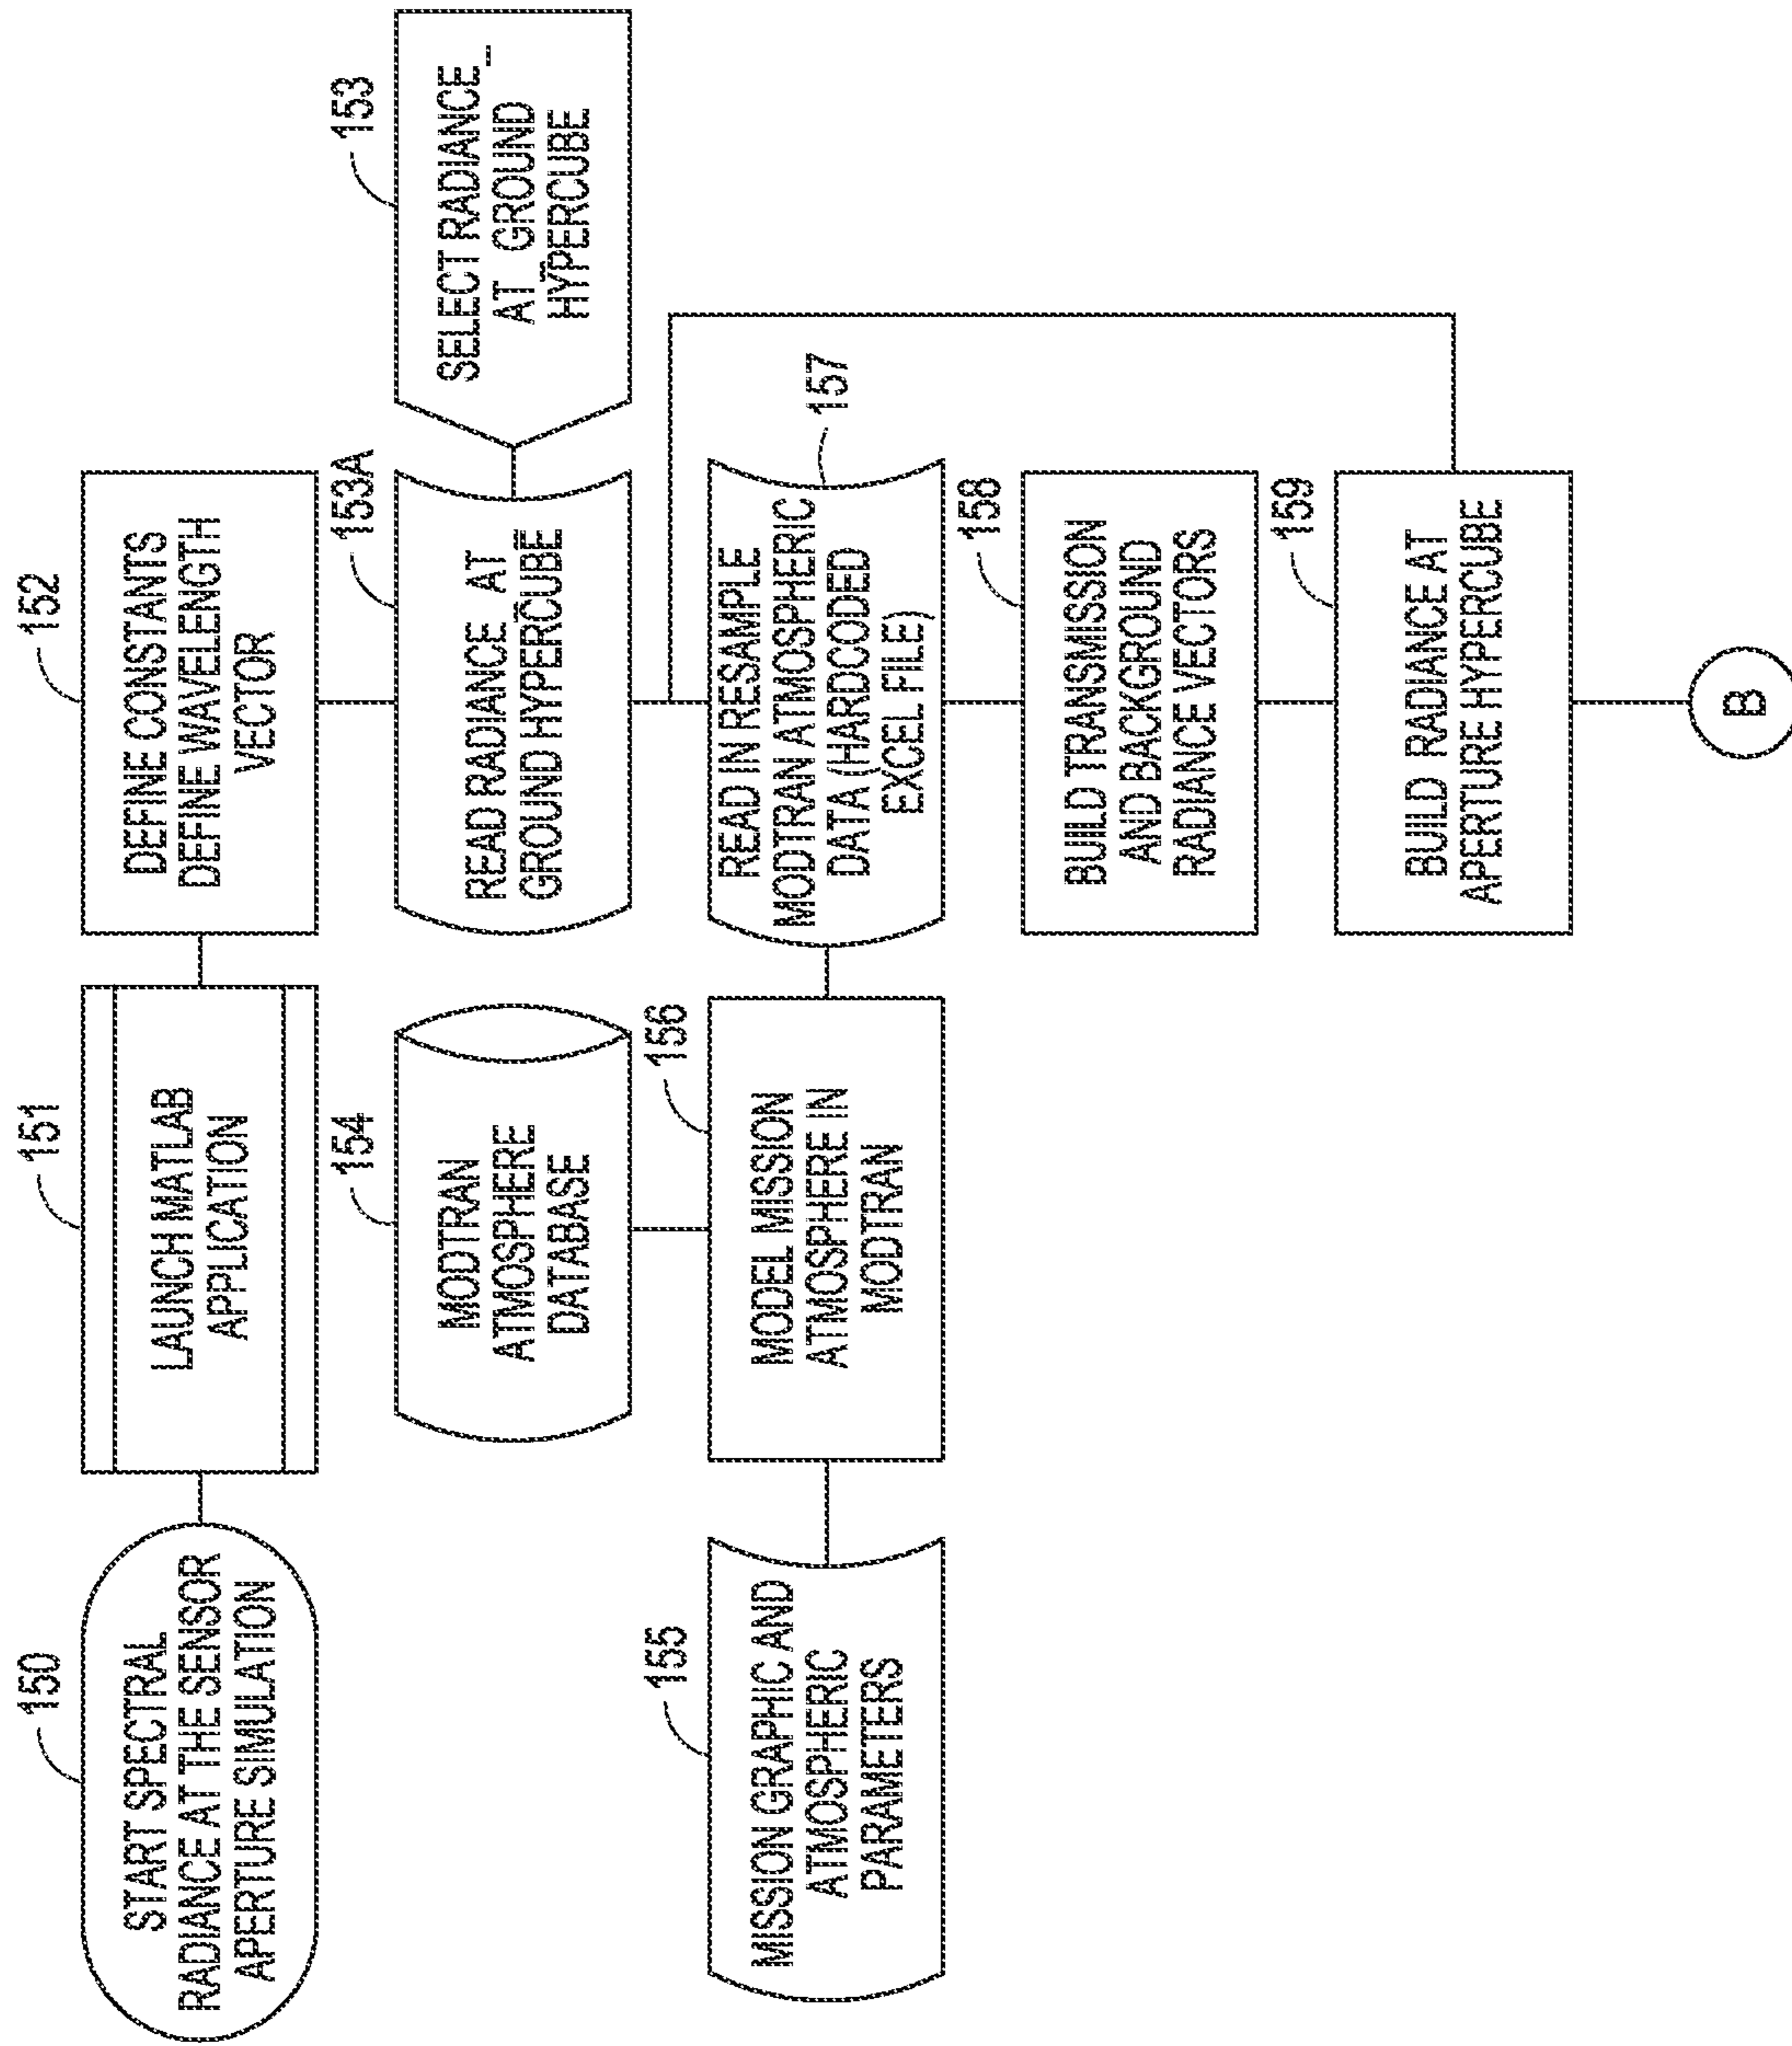 150
START SPECTRAL
RADIANCE AT THE SENSOR
APERTURE SIMULATION
151
LAUNCH MATLAB
APPLICATION
152
DEFINE CONSTANTS
DEFINE WAVELENGTH
VECTOR
154
MODTRAN
ATMOSPHERE
DATABASE
153A
READ RADIANCE_AT_
GROUND HYPERCUBE
153
SELECT RADIANCE_
AT_GROUND
HYPERCUBE
155
MISSION GRAPHIC AND
ATMOSPHERIC
PARAMETERS
156
MODEL MISSION
ATMOSPHERE IN
MODTRAN
READ IN RESAMPLE
MODTRAN ATMOSPHERIC
DATA (HARDCODED
EXCEL FILE)
157
158
BUILD TRANSMISSION
AND BACKGROUND
RADIANCE VECTORS
159
BUILD RADIANCE AT
APERTURE HYPERCUBE
B